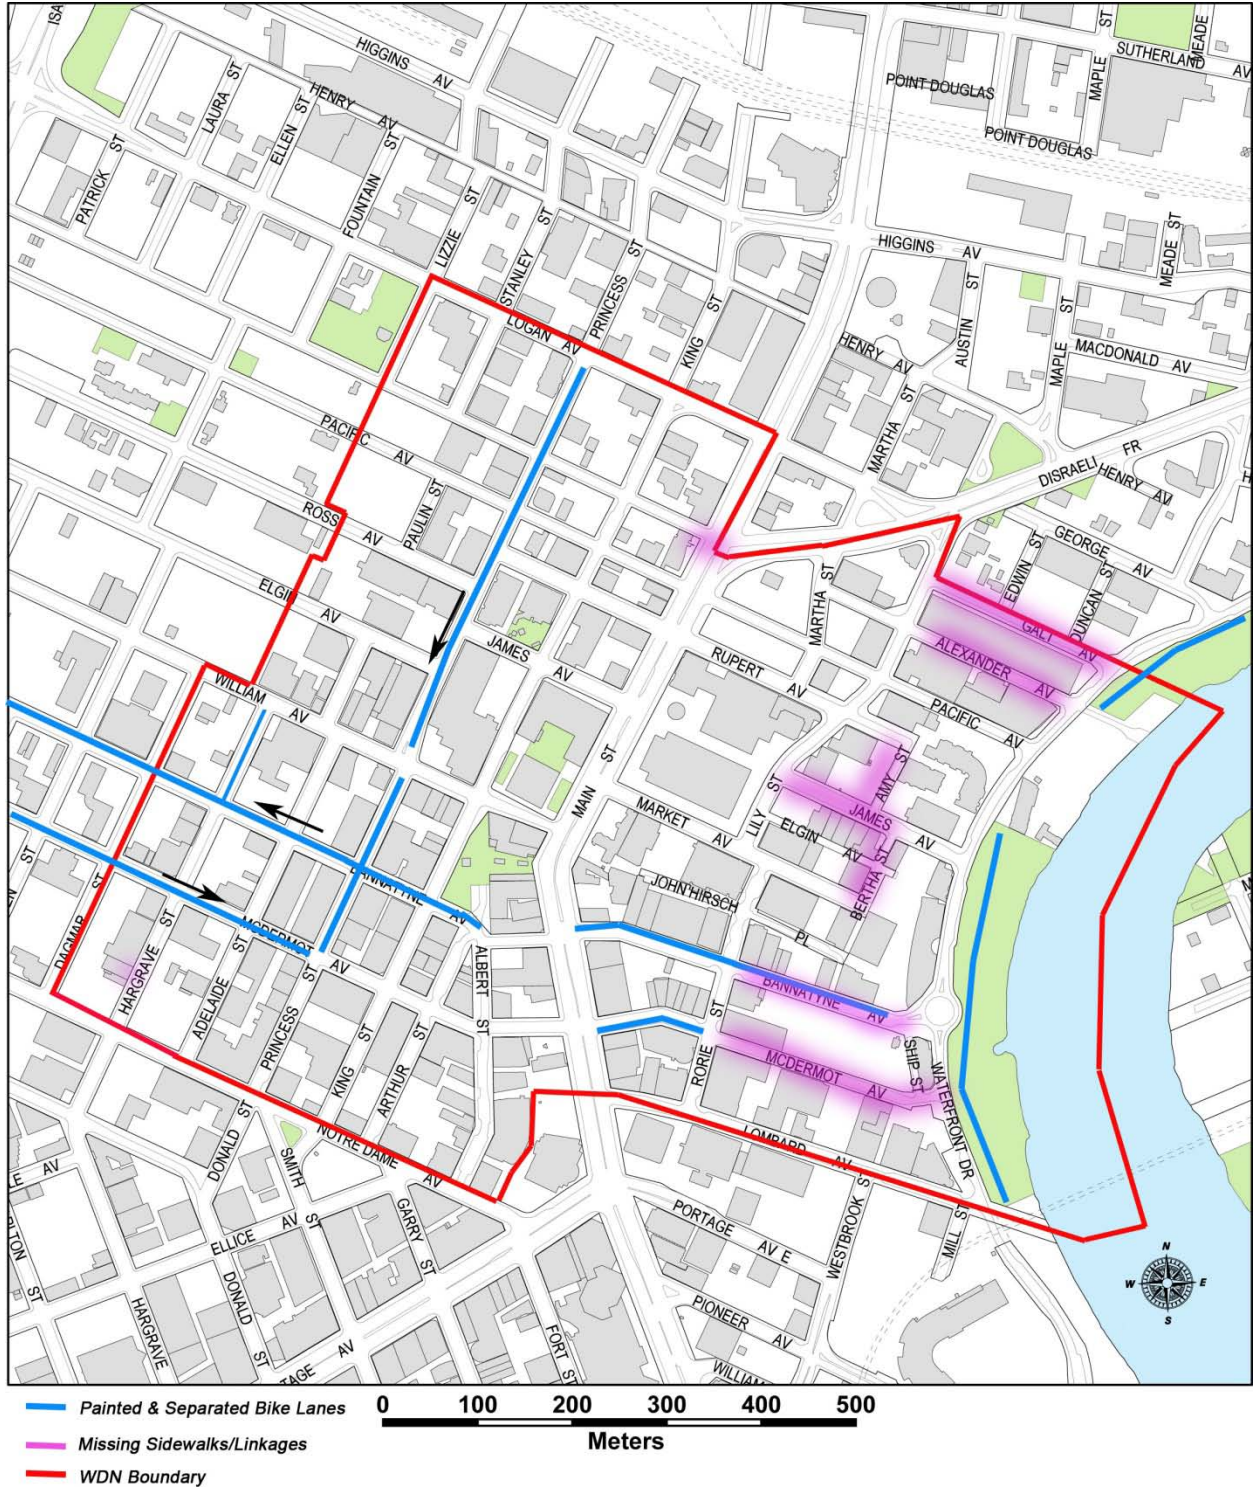 ISA
HIGGINS AV
LAURA ST
HENRY AV
ELLEN ST
PATRICK ST
FOUNTAIN ST
LIZZIE ST
STANLEY ST
PRINCESS ST
KING ST
LOGAN AV
MAPLE ST
MEADE
SUTHERLAND AV
POINT DOUGLAS
POINT DOUGLAS
HIGGINS AV
MEADE ST
AUSTIN ST
MAPLE ST
MACDONALD AV
HENRY AV
MARTHA ST
DISRAELI FR
HENRY AV
H
PACIFIC AV
PAULIN ST
ROSS AV
ELGIN AV
JAMES AV
WILLIAM AV
GEORGE AV
EDWIN ST
DUNCAN ST
GALT AV
ALEXANDER AV
MARTHA ST
RUPERT AV
PACIFIC AV
MAIN ST
AMY ST
LILY ST
JAMES AV
MARKET AV
ELGIN AV
BERTHA ST
JOHN HIRSCH PL
BANNATYNE AV
MCDERMOT AV
EN ST
DAGMAR ST
HARGRAVE ST
ADELAIDE ST
PRINCESS ST
KING ST
ARTHUR ST
ALBERT ST
BANNATYNE AV
RORIE ST
MCDERMOT AV
SHIP ST
WATERFRONT DR
LOMBARD AV
NOTRE DAME AV
DONALD ST
SMITH ST
GARRY ST
ELLICE AV
LE AV
ST
HARGRAVE
DONALD ST
TAGE AV
FORT ST
PORTAGE AV E
WESTBROOK ST
MILL ST
PIONEER AV
WILLIAM
N
W E
S
Painted & Separated Bike Lanes
Missing Sidewalks/Linkages
WDN Boundary
0 100 200 300 400 500
Meters